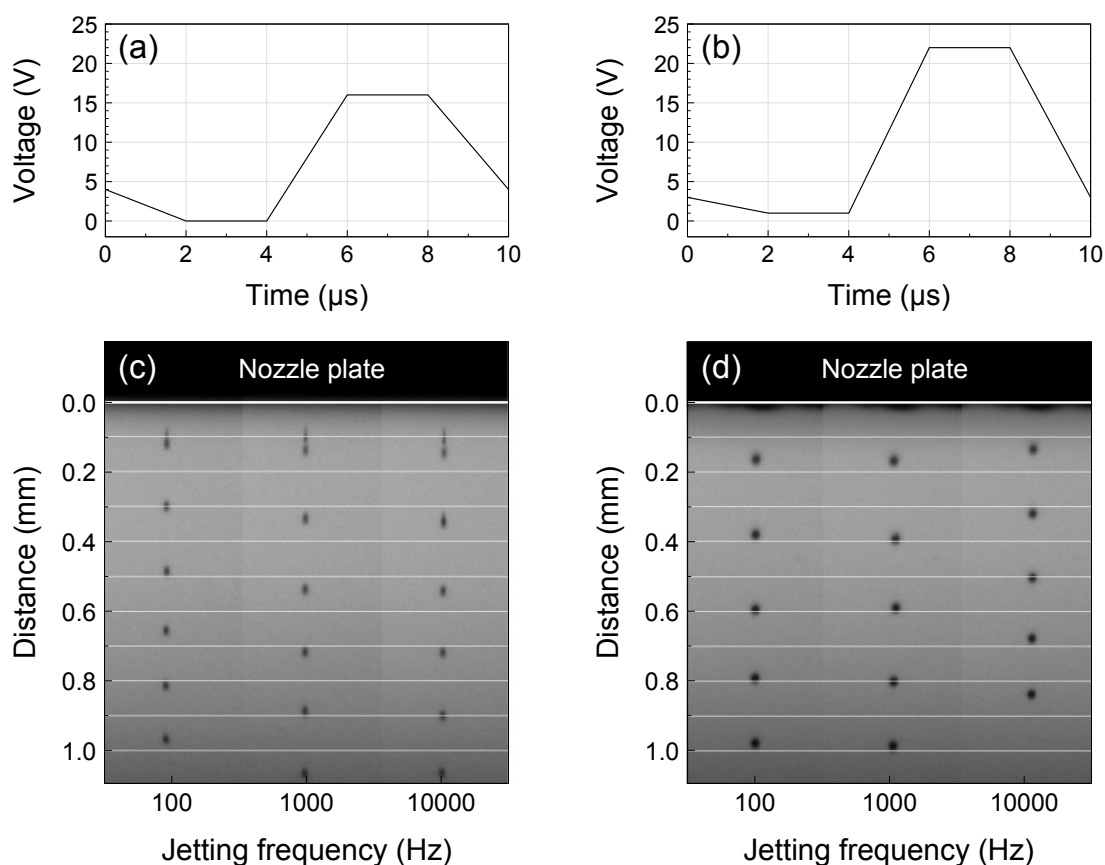 (a)
25
20
15
10
5
0
Voltage (V)
0 2 4 6 8 10
Time (µs)
(b)
25
20
15
10
5
0
Voltage (V)
0 2 4 6 8 10
Time (µs)
(c) Nozzle plate
0.0
0.2
0.4
0.6
0.8
1.0
Distance (mm)
100 1000 10000
Jetting frequency (Hz)
(d) Nozzle plate
0.0
0.2
0.4
0.6
0.8
1.0
Distance (mm)
100 1000 10000
Jetting frequency (Hz)